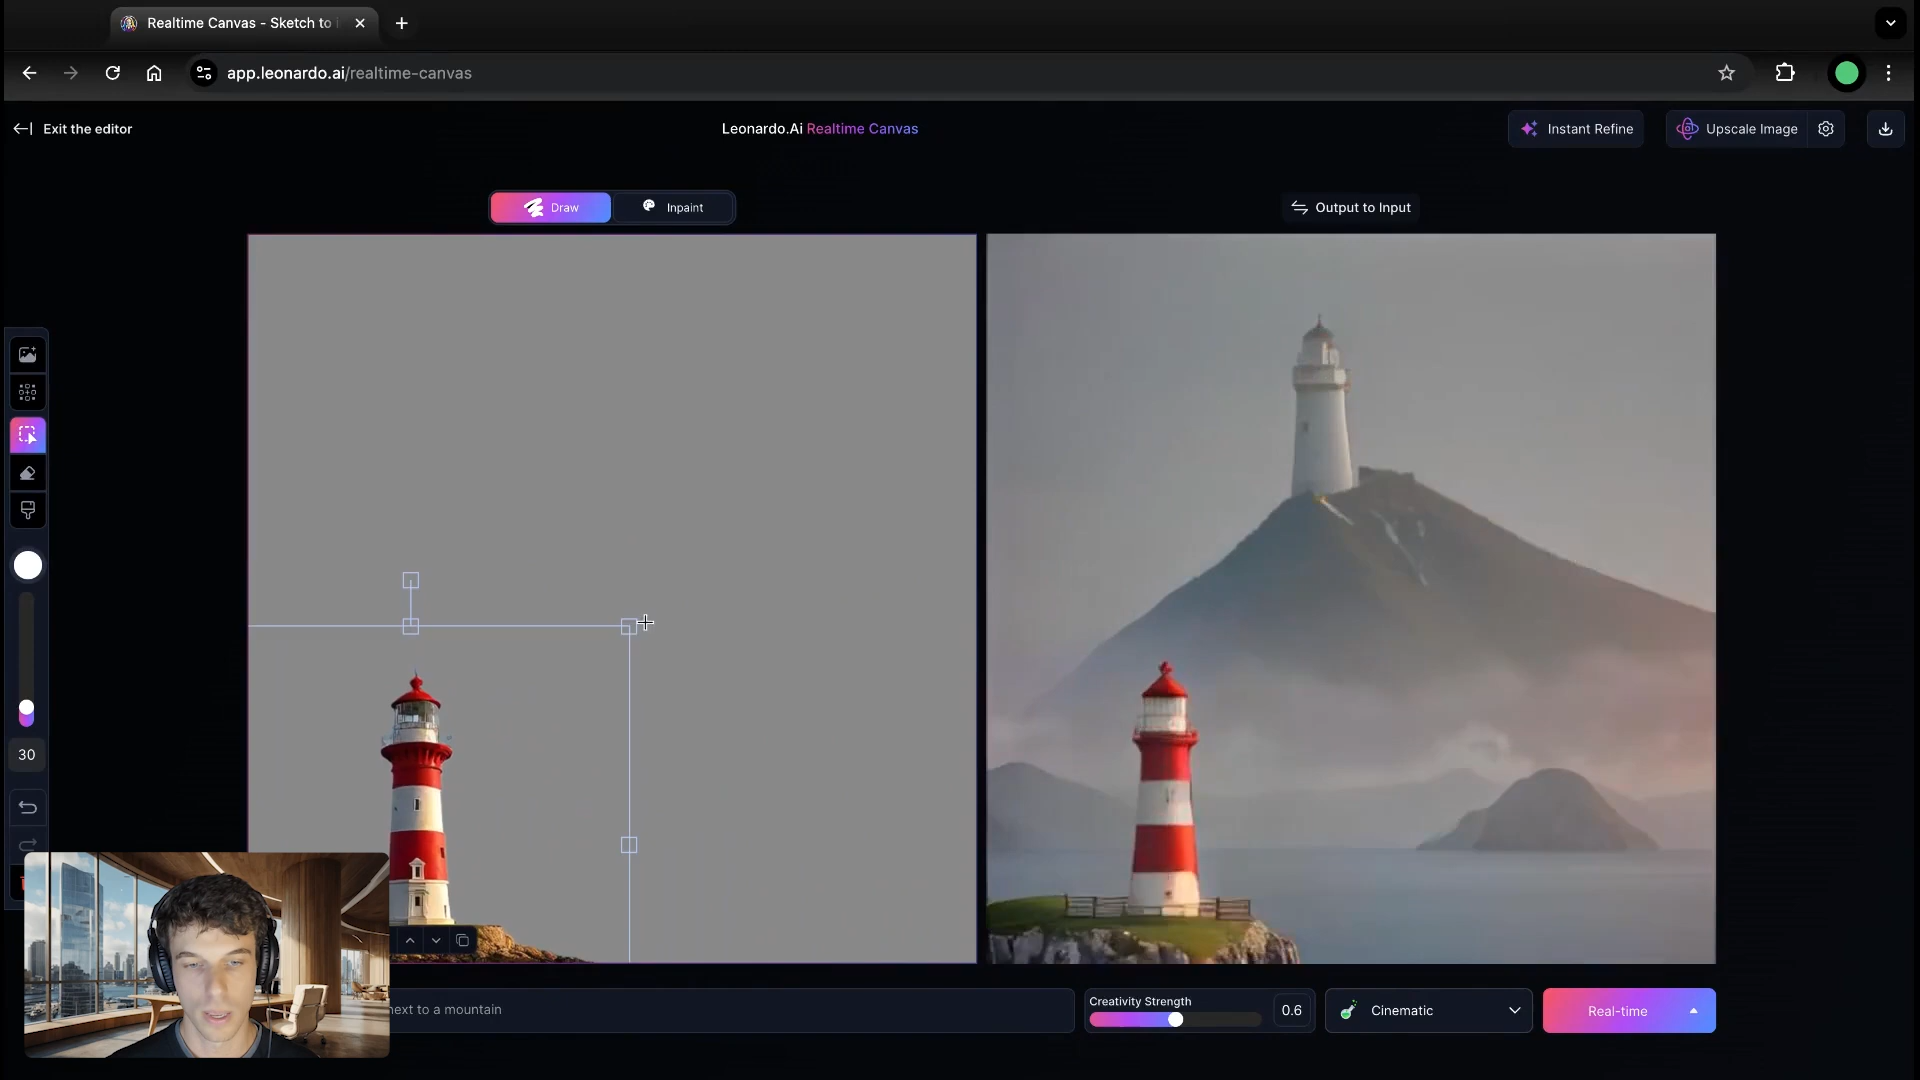 Realtime Canvas - Sketch to
app.leonardo.ai/realtime-canvas
Exit the editor
Leonardo.Ai Realtime Canvas
Instant Refine
Upscale Image
Draw
Inpaint
Output to Input
30
next to a mountain
Creativity Strength
0.6
Cinematic
Real-time